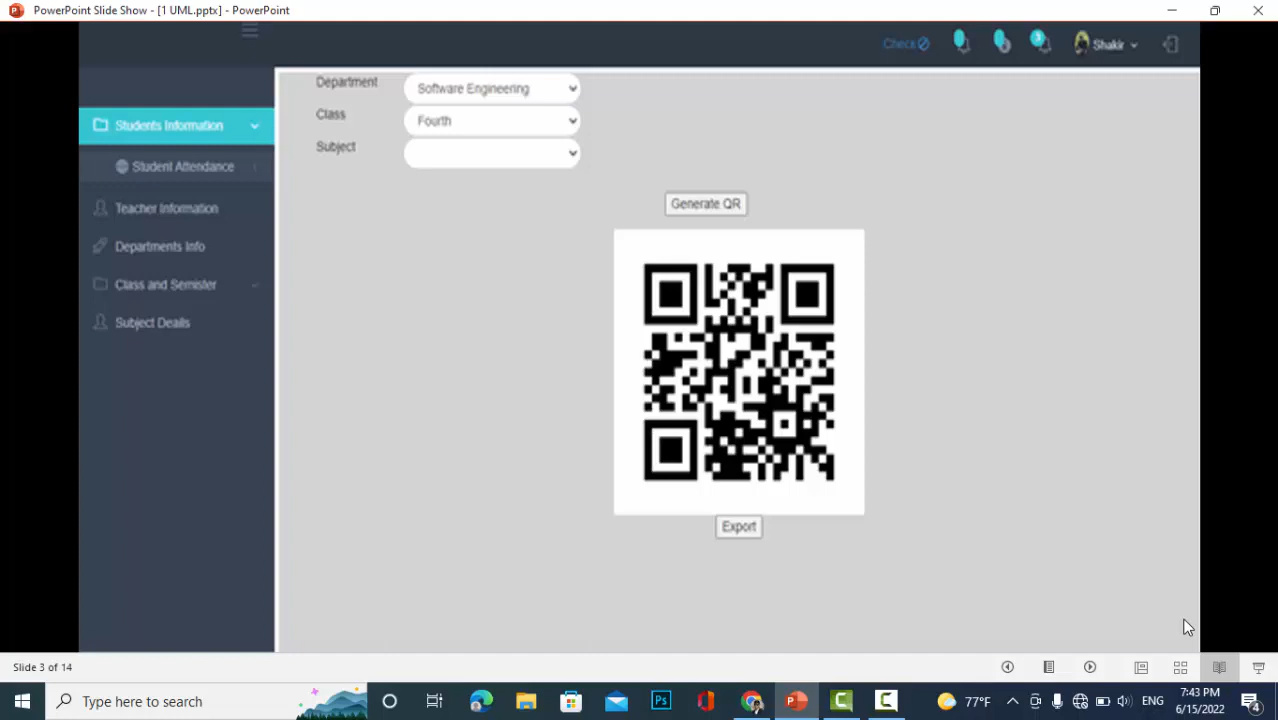 PowerPoint Slide Show - [1 UML.pptx] - PowerPoint
Check
3
Shakir
Department
Software Engineering
Class
Fourth
Subject
Students Information
Student Attendance
Teacher Information
Departments Info
Class and Semister
Subject Deails
Generate QR
Export
Slide 3 of 14
Type here to search
Ps
77°F
ENG
7:43 PM
6/15/2022
4